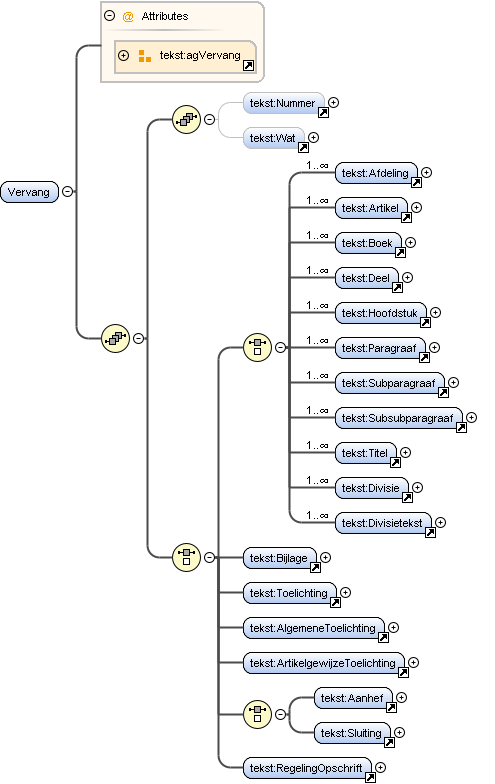 Attributes
tekst:agVervang
tekst:Nummer
tekst:Wat
Vervang
1..∞
tekst:Afdeling
1..∞
tekst:Artikel
1..∞
tekst:Boek
1..∞
tekst:Deel
1..∞
tekst:Hoofdstuk
1..∞
tekst:Paragraaf
1..∞
tekst:Subparagraaf
1..∞
tekst:Subsubparagraaf
1..∞
tekst:Titel
1..∞
tekst:Divisie
1..∞
tekst:Divisietekst
tekst:Bijlage
tekst:Toelichting
tekst:AlgemeneToelichting
tekst:ArtikelgewijzeToelichting
tekst:Aanhef
tekst:Sluiting
tekst:RegelingOpschrift